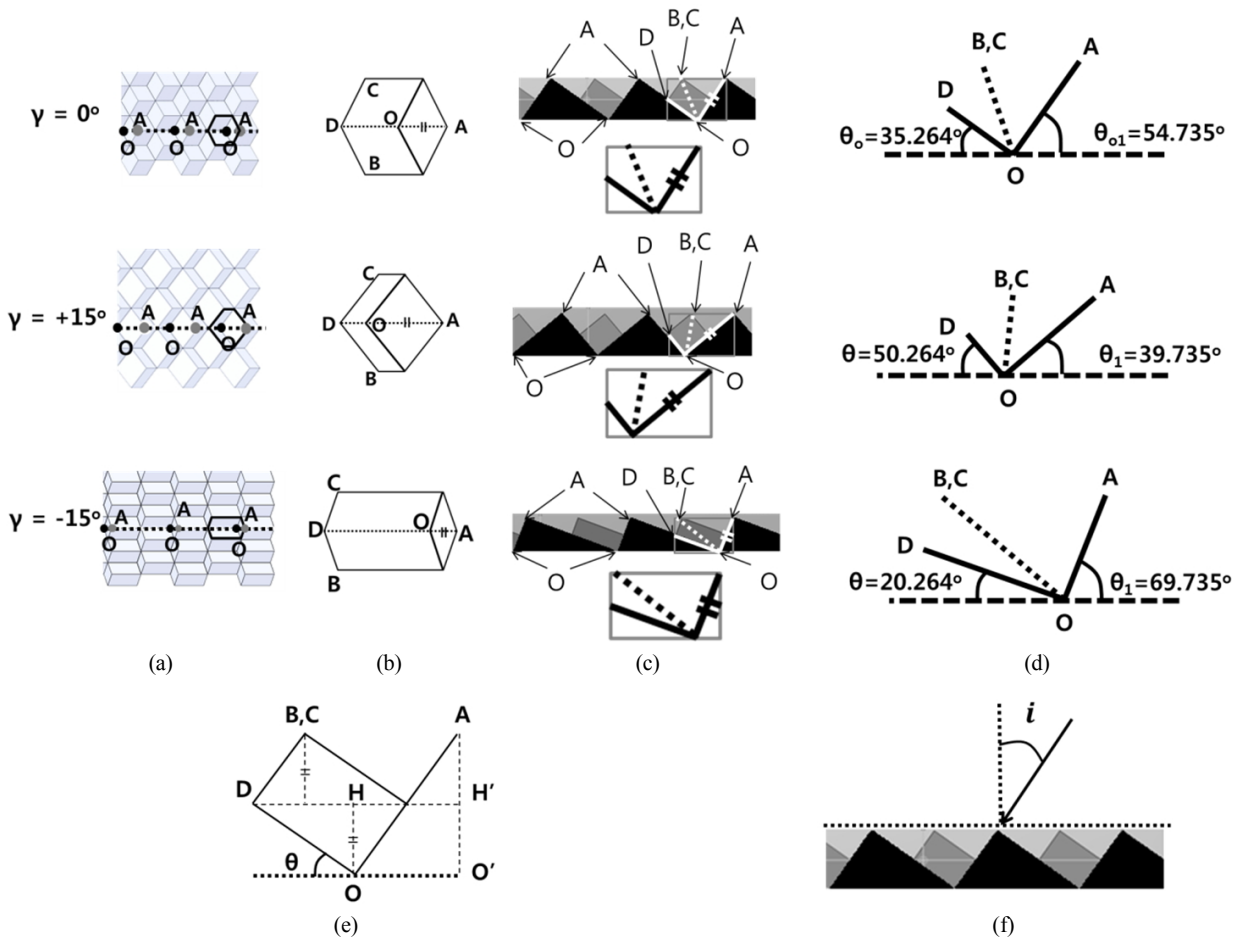 γ = 0°
A A A
O O O
C
D O A
B
A D B,C A
O O
B,C A
D
θo=35.264° θo1=54.735°
O
γ = +15°
A A A
O O O
C
D O A
B
A D B,C A
O O
B,C A
D
θ=50.264° θ1=39.735°
O
γ = -15°
A A A
O O O
C
D O A
B
A D B,C A
O O
B,C A
D
θ=20.264° θ1=69.735°
O
(a) (b) (c) (d)
B,C A
D H H'
θ O'
O
i
(e) (f)